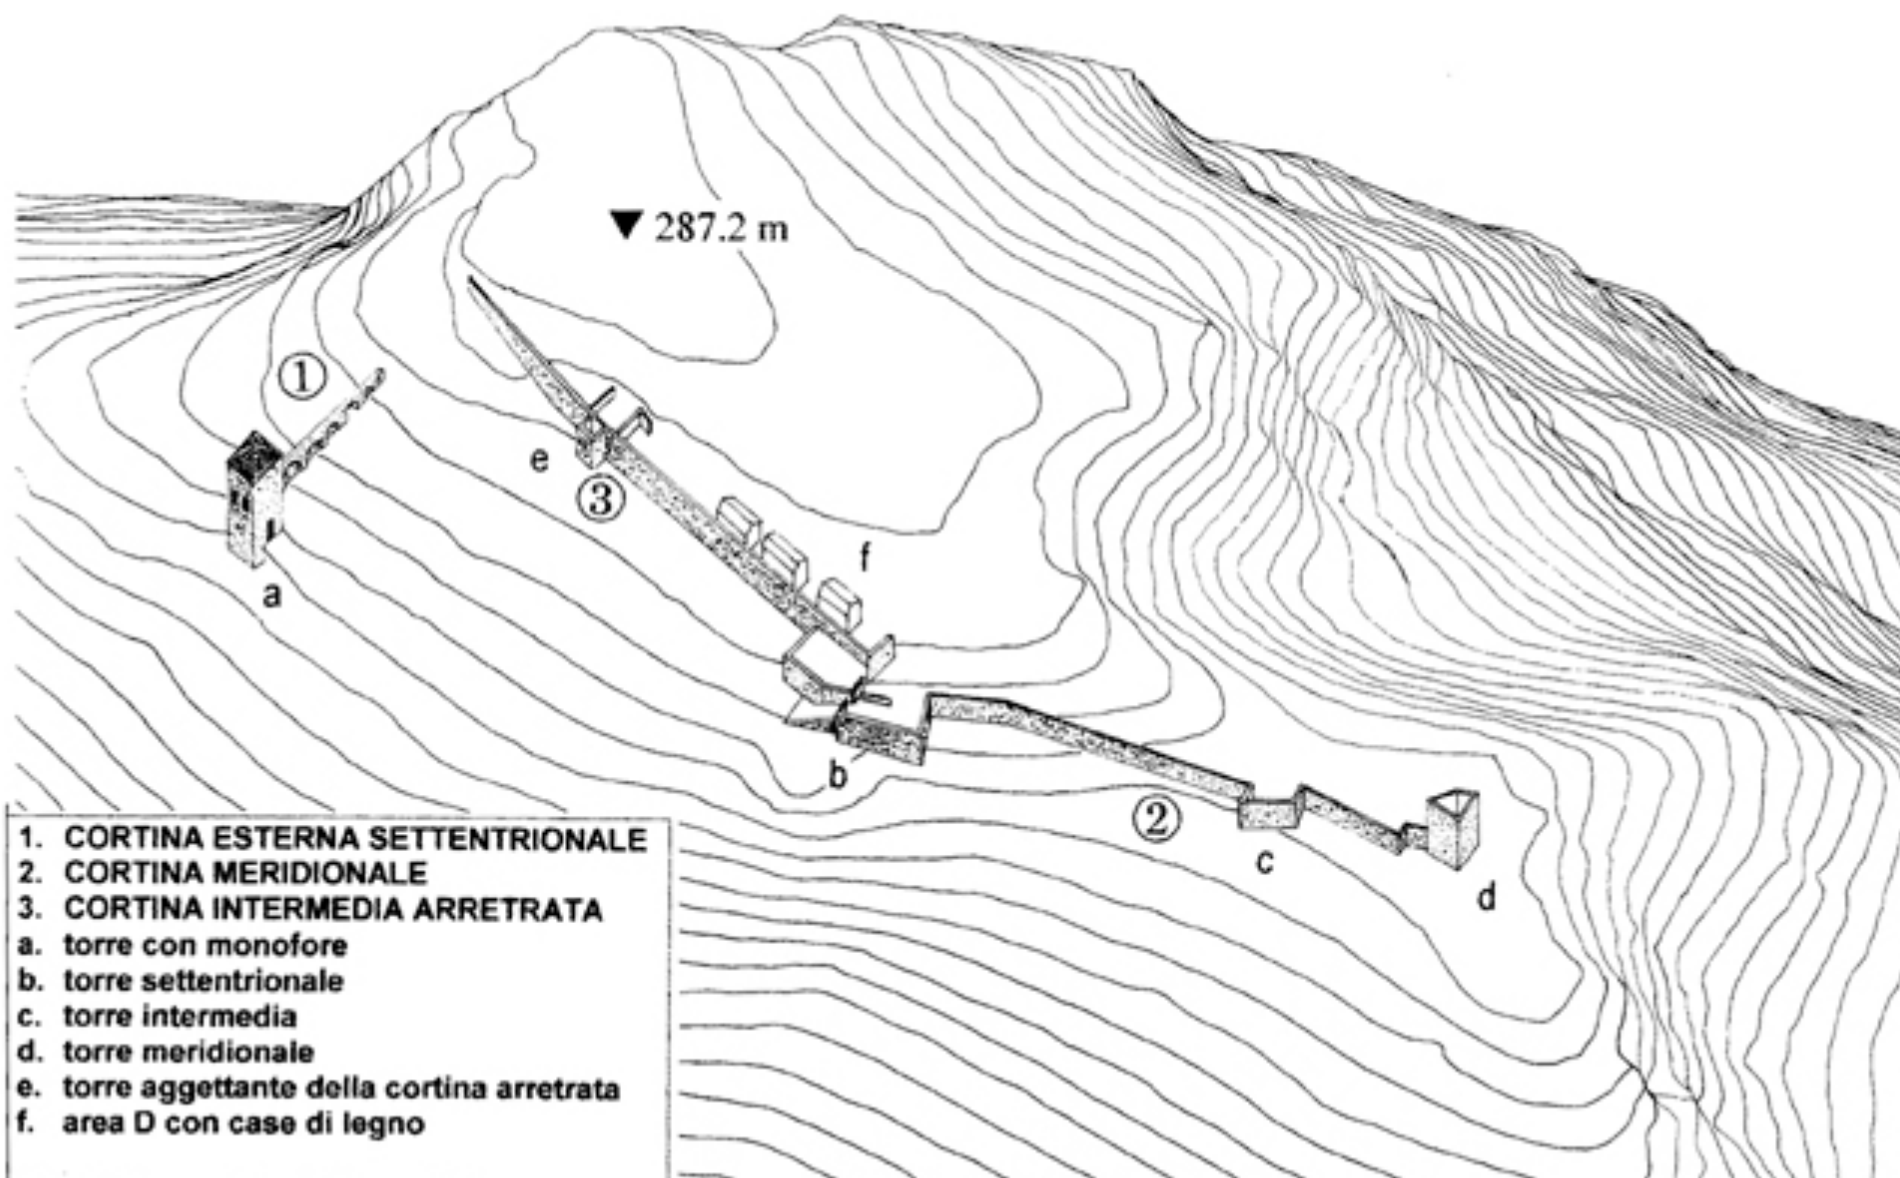 ▼ 287.2 m
①
e
③
f
a
b
②
c
d
1. CORTINA ESTERNA SETTENTRIONALE
2. CORTINA MERIDIONALE
3. CORTINA INTERMEDIA ARRETRATA
a. torre con monofore
b. torre settentrionale
c. torre intermedia
d. torre meridionale
e. torre aggettante della cortina arretrata
f. area D con case di legno